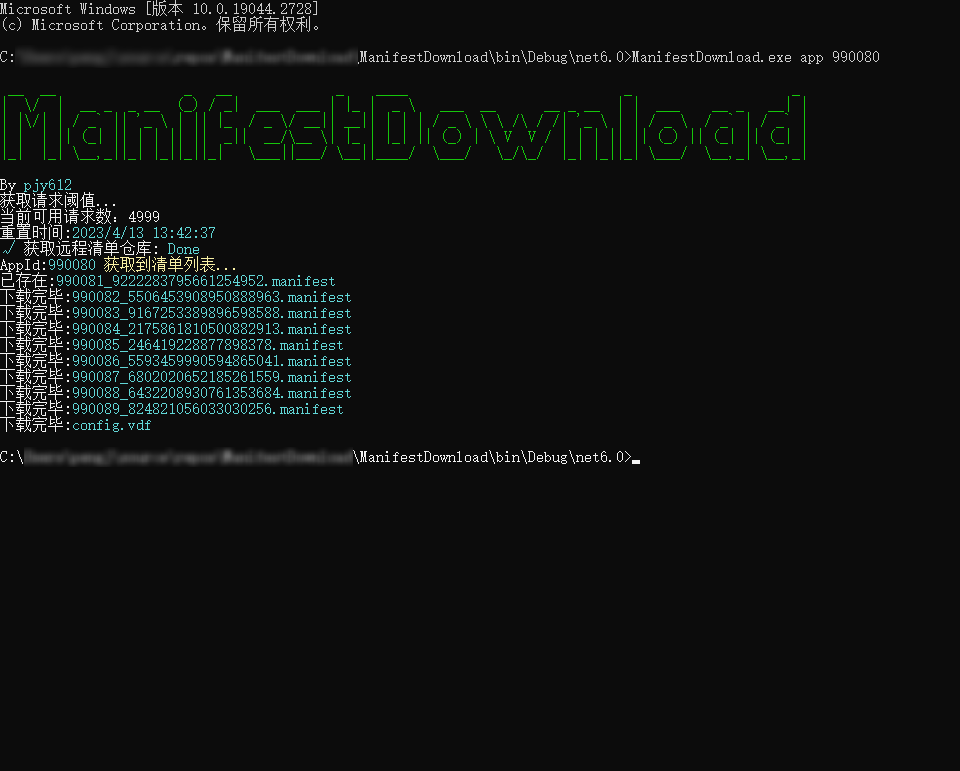 Microsoft Windows [版本 10.0.19044.2728]
(c) Microsoft Corporation。保留所有权利。
C:\ \ManifestDownload\bin\Debug\net6.0>ManifestDownload.exe app 990080
ManifestDownload
By pjy612
获取请求阈值...
当前可用请求数: 4999
重置时间:2023/4/13 13:42:37
√ 获取远程清单仓库: Done
AppId:990080 获取到清单列表...
已存在:990081_9222283795661254952.manifest
下载完毕:990082_5506453908950888963.manifest
下载完毕:990083_9167253389896598588.manifest
下载完毕:990084_2175861810500882913.manifest
下载完毕:990085_246419228877898378.manifest
下载完毕:990086_5593459990594865041.manifest
下载完毕:990087_6802020652185261559.manifest
下载完毕:990088_6432208930761353684.manifest
下载完毕:990089_824821056033030256.manifest
下载完毕:config.vdf
C:\ \ManifestDownload\bin\Debug\net6.0>